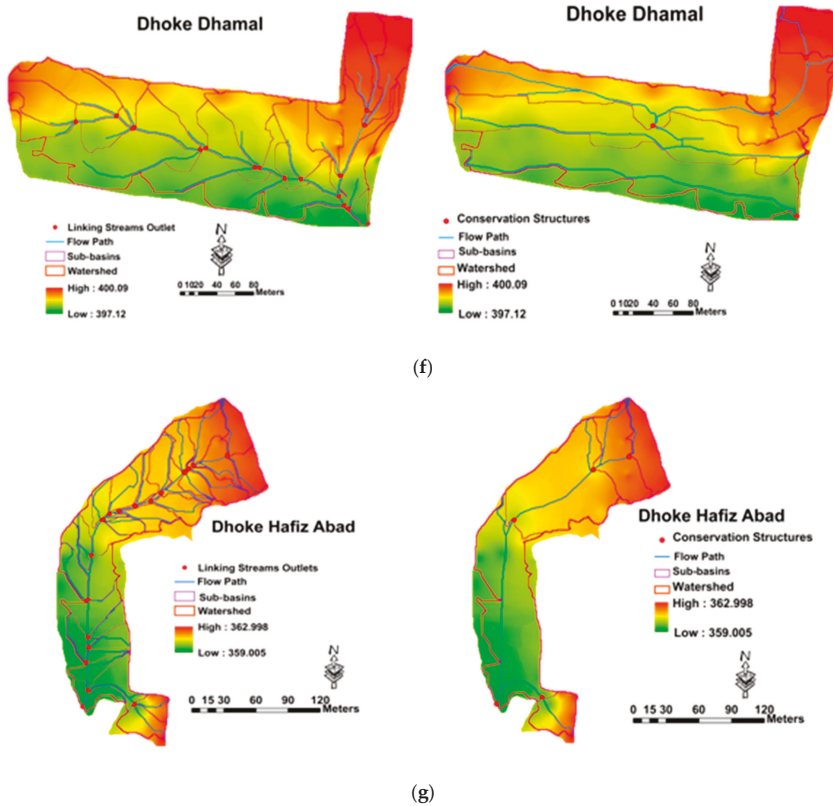 Dhoke Dhamal
Linking Streams Outlet
Flow Path
Sub-basins
Watershed
High : 400.09
Low : 397.12
N
0 1020 40 60 80
Meters
Dhoke Dhamal
Conservation Structures
Flow Path
Sub-basins
Watershed
High : 400.09
Low : 397.12
N
0 1020 40 60 80
Meters
(f)
Dhoke Hafiz Abad
Linking Streams Outlets
Flow Path
Sub-basins
Watershed
High : 362.998
Low : 359.005
N
0 15 30 60 90 120
Meters
Dhoke Hafiz Abad
Conservation Structures
Flow Path
Sub-basins
Watershed
High : 362.998
Low : 359.005
N
0 15 30 60 90 120
Meters
(g)